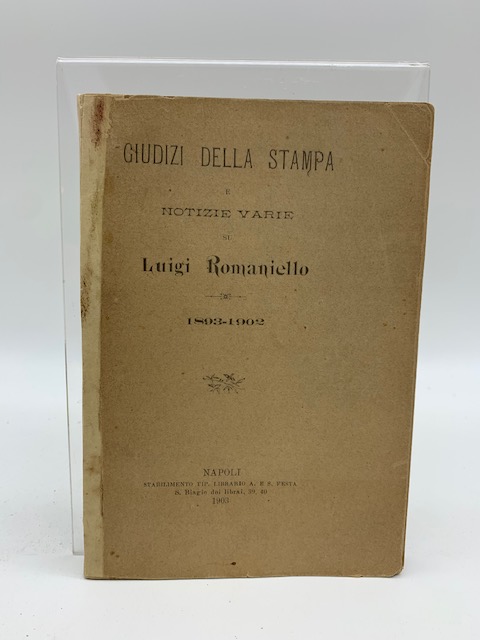 GIUDIZI DELLA STAMPA
E
NOTIZIE VARIE
SU
Luigi Romaniello
1893-1902
NAPOLI
STABILIMENTO TIP. LIBRARIO A. E S. FESTA
S. Biagio dei librai, 39, 40
1903